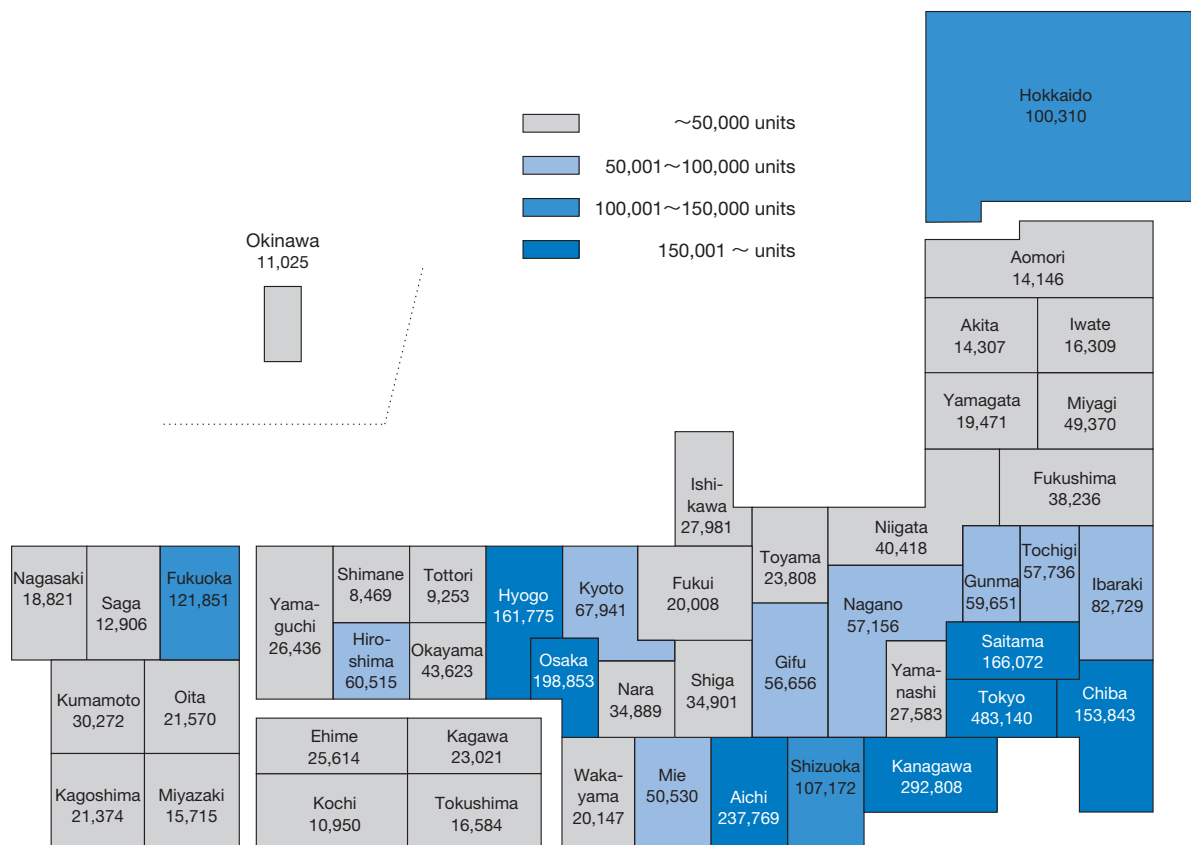 Hokkaido
100,310
~50,000 units
50,001~100,000 units
100,001~150,000 units
150,001 ~ units
Okinawa
11,025
Aomori
14,146
Akita
14,307
Iwate
16,309
Yamagata
19,471
Miyagi
49,370
Ishi-
kawa
27,981
Fukushima
38,236
Niigata
40,418
Toyama
23,808
Nagasaki
18,821
Saga
12,906
Fukuoka
121,851
Yama-
guchi
26,436
Shimane
8,469
Tottori
9,253
Hyogo
161,775
Kyoto
67,941
Fukui
20,008
Nagano
57,156
Gunma
59,651
Tochigi
57,736
Ibaraki
82,729
Hiro-
shima
60,515
Okayama
43,623
Osaka
198,853
Nara
34,889
Shiga
34,901
Gifu
56,656
Yama-
nashi
27,583
Saitama
166,072
Tokyo
483,140
Chiba
153,843
Kumamoto
30,272
Oita
21,570
Ehime
25,614
Kagawa
23,021
Kagoshima
21,374
Miyazaki
15,715
Kochi
10,950
Tokushima
16,584
Waka-
yama
20,147
Mie
50,530
Aichi
237,769
Shizuoka
107,172
Kanagawa
292,808